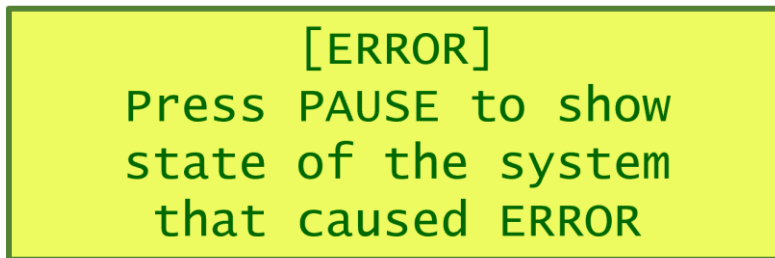 [ERROR]
Press PAUSE to show
state of the system
that caused ERROR